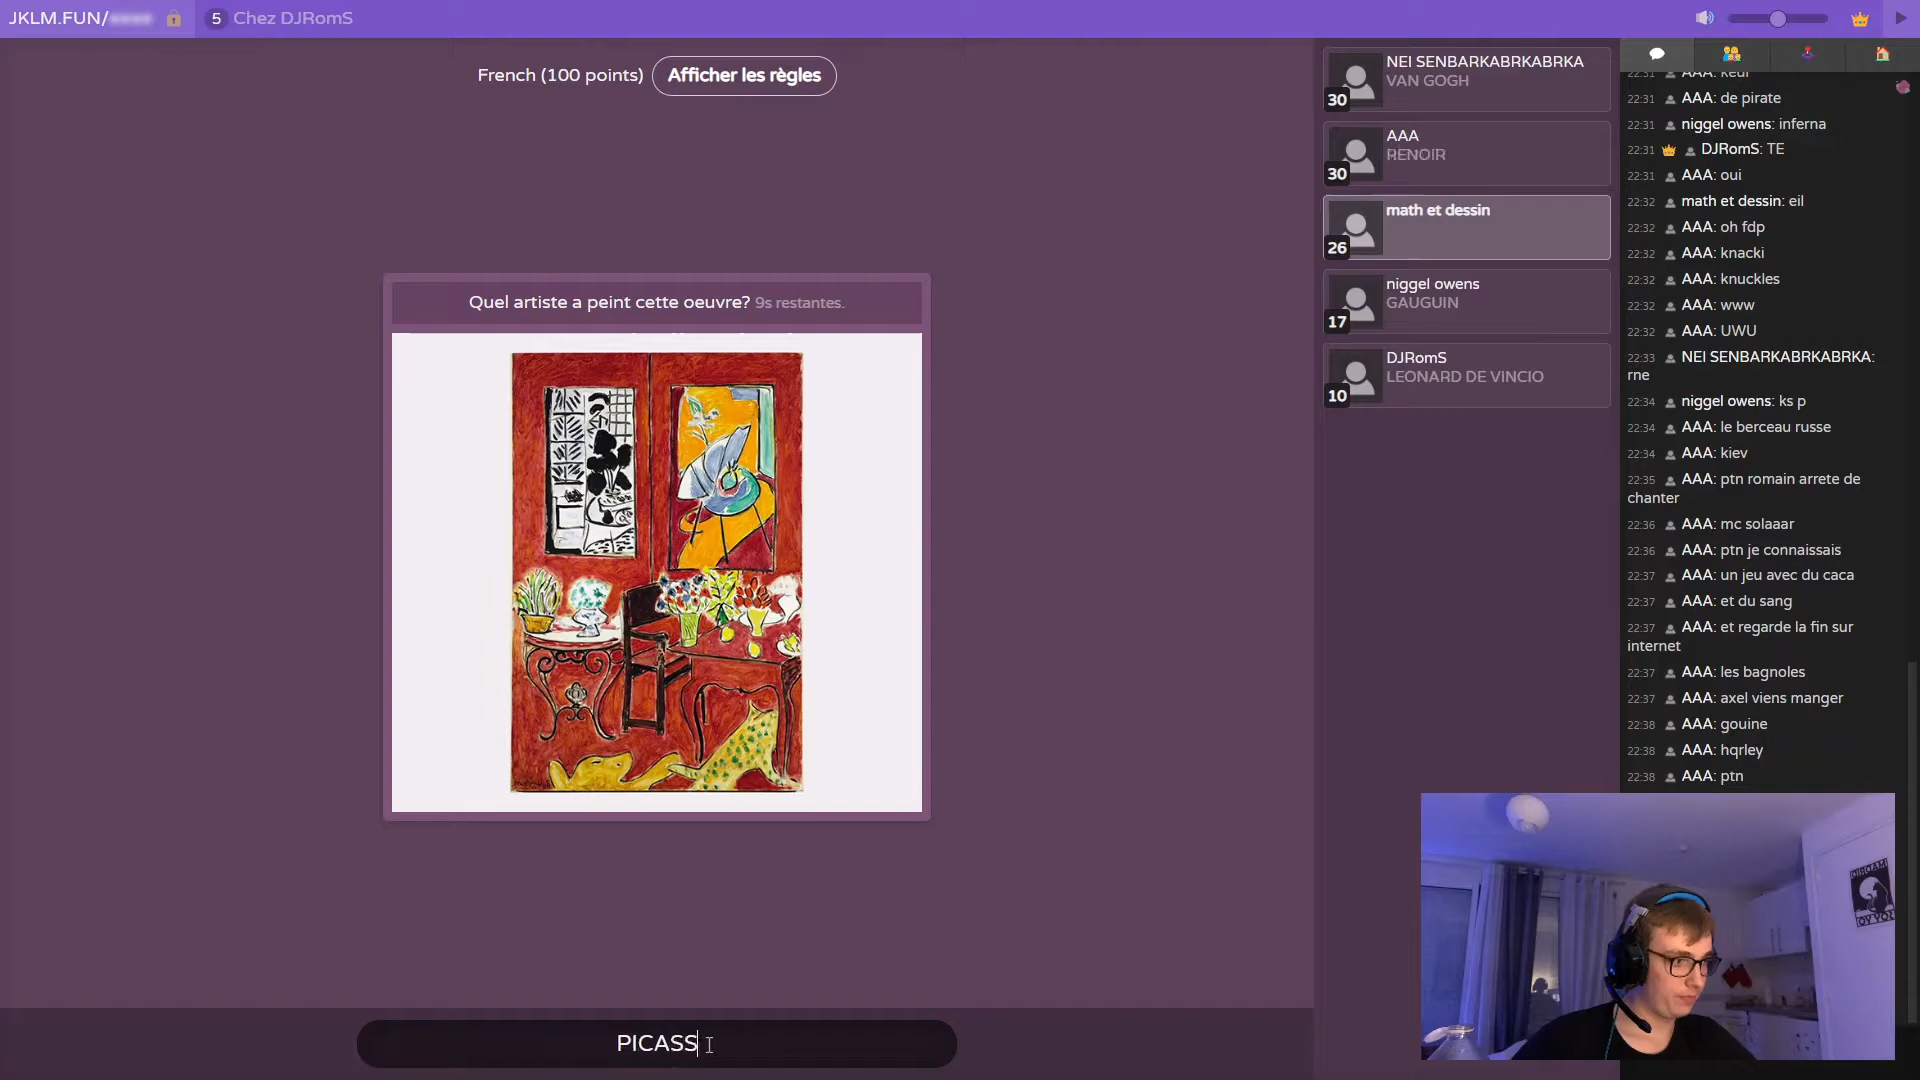 JKLM.FUN/
5 Chez DJRomS
French (100 points) Afficher les règles
Quel artiste a peint cette oeuvre? 9s restantes.
PICASS
NEI SENBARKABRKABRKA
VAN GOGH
30
AAA
RENOIR
30
math et dessin
26
niggel owens
GAUGUIN
17
DJRomS
LEONARD DE VINCIO
10
22:31 AAA: keur
22:31 AAA: de pirate
22:31 niggel owens: inferna
22:31 DJRomS: TE
22:31 AAA: oui
22:32 math et dessin: eil
22:32 AAA: oh fdp
22:32 AAA: knacki
22:32 AAA: knuckles
22:32 AAA: www
22:32 AAA: UWU
22:33 NEI SENBARKABRKABRKA:
rne
22:34 niggel owens: ks p
22:34 AAA: le berceau russe
22:34 AAA: kiev
22:35 AAA: ptn romain arrete de
chanter
22:36 AAA: mc solaaar
22:36 AAA: ptn je connaissais
22:37 AAA: un jeu avec du caca
22:37 AAA: et du sang
22:37 AAA: et regarde la fin sur
internet
22:37 AAA: les bagnoles
22:37 AAA: axel viens manger
22:38 AAA: gouine
22:38 AAA: hqrley
22:38 AAA: ptn